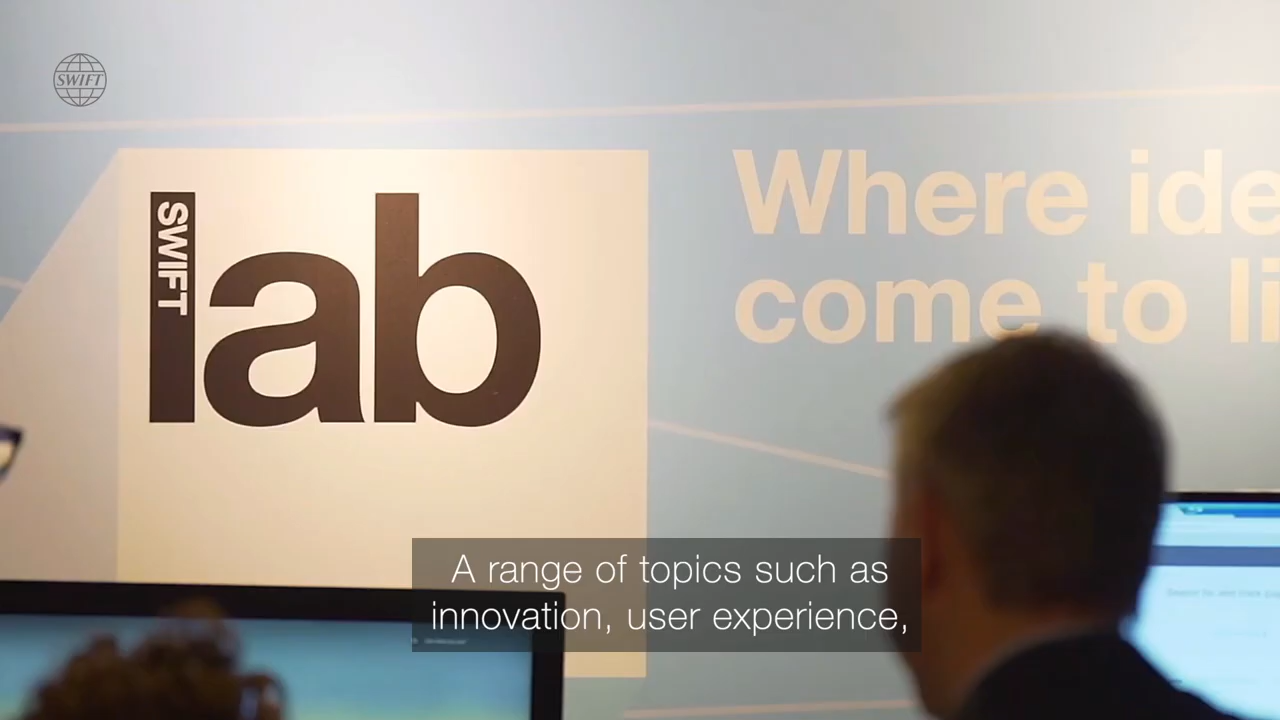 SWIFT
SWIFT
lab
Where ide
come to li
A range of topics such as
innovation, user experience,